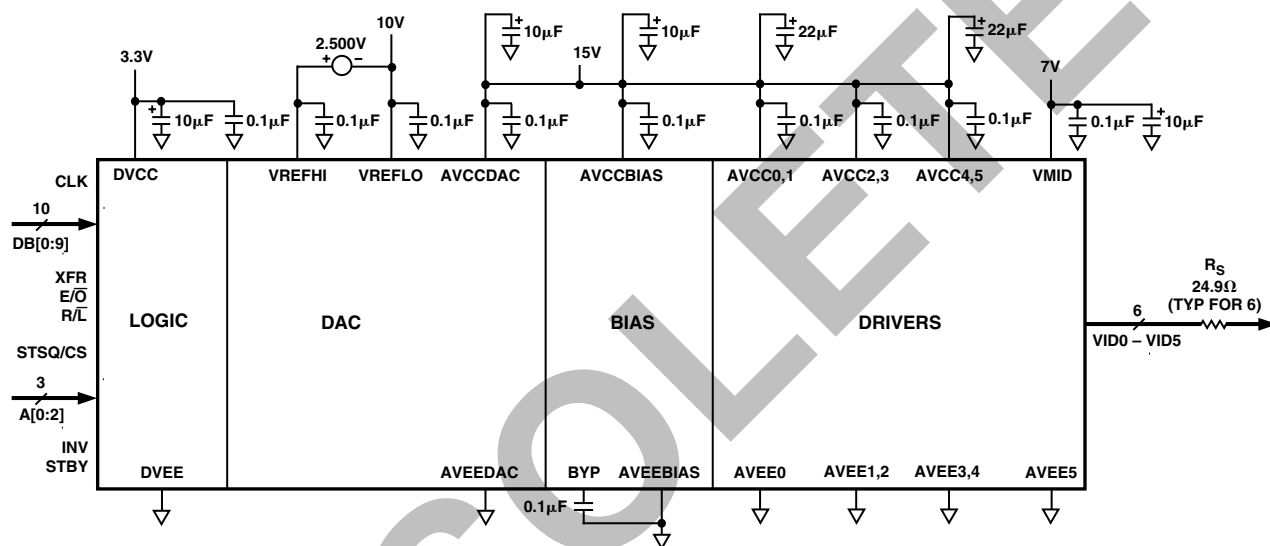 10µF
10µF
22µF
22µF
10V
2.500V
+ −
15V
3.3V
7V
10µF
0.1µF
0.1µF
0.1µF
0.1µF
0.1µF
0.1µF
0.1µF
0.1µF
0.1µF
10µF
DVCC
VREFHI
VREFLO
AVCCDAC
AVCCBIAS
AVCC0,1
AVCC2,3
AVCC4,5
VMID
CLK
10
DB[0:9]
XFR
E/O̅
R/L̅
STSQ/CS
3
A[0:2]
INV
STBY
LOGIC
DAC
BIAS
DRIVERS
RS
24.9Ω
(TYP FOR 6)
6
VID0 – VID5
DVEE
AVEEDAC
BYP
AVEEBIAS
AVEE0
AVEE1,2
AVEE3,4
AVEE5
0.1µF
OLETE